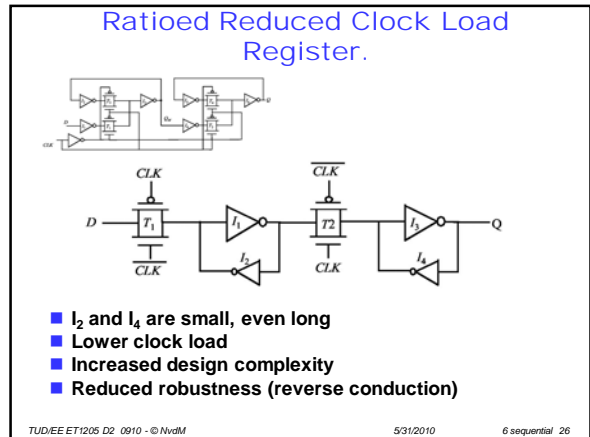 Ratioed Reduced Clock Load
Register.
D
CLK
Q
CLK
CLK
D
T₁
I₁
T2
I₃
Q
I₂
I₄
CLK
CLK
I₂ and I₄ are small, even long
Lower clock load
Increased design complexity
Reduced robustness (reverse conduction)
TUD/EE ET1205 D2 0910 - © NvdM
5/31/2010
6 sequential 26